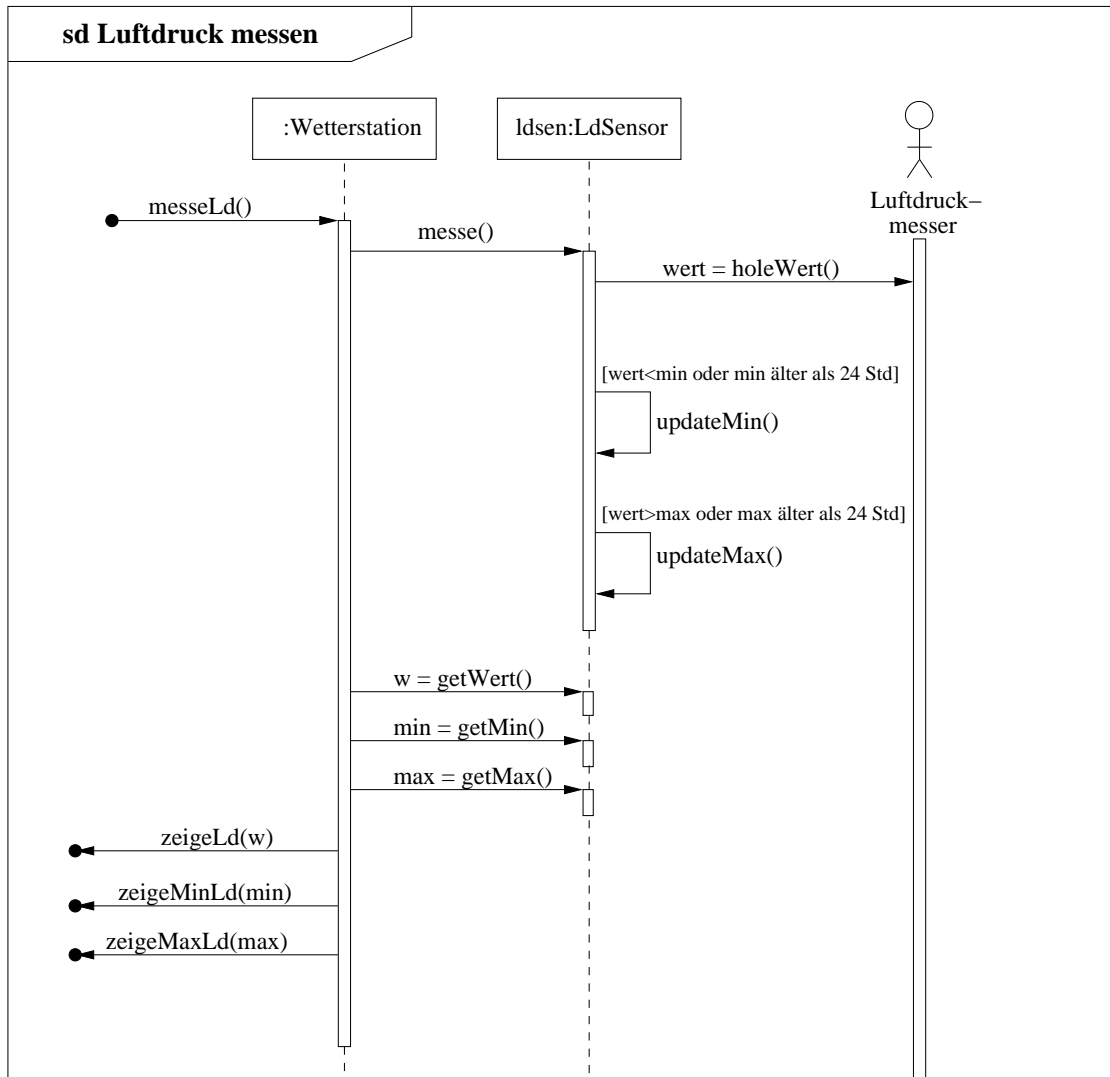 sd Luftdruck messen
:Wetterstation
ldsen:LdSensor
Luftdruck–
messer
messeLd()
messe()
wert = holeWert()
[wert<min oder min älter als 24 Std]
updateMin()
[wert>max oder max älter als 24 Std]
updateMax()
w = getWert()
min = getMin()
max = getMax()
zeigeLd(w)
zeigeMinLd(min)
zeigeMaxLd(max)